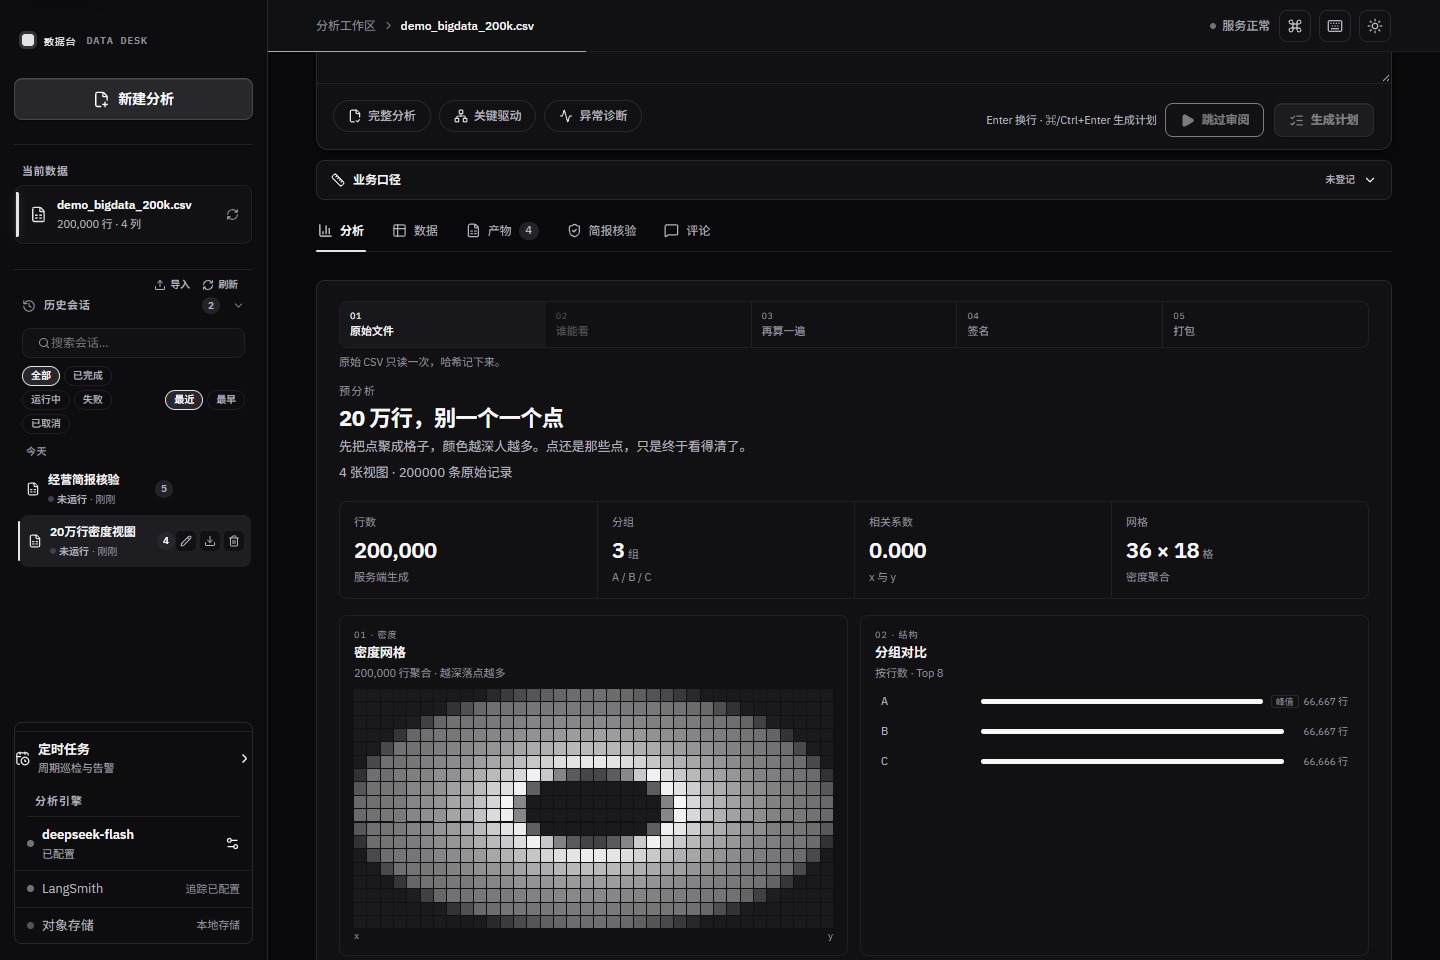 数据台 DATA DESK
新建分析
当前数据
demo_bigdata_200k.csv
200,000 行 · 4 列
导入 刷新
历史会话 2
搜索会话...
全部 已完成
运行中 失败 最近 最早
已取消
今天
经营简报核验
未运行 · 刚刚
5
20万行密度视图
未运行 · 刚刚
4
定时任务
周期巡检与告警
分析引擎
deepseek-flash
已配置
LangSmith 追踪已配置
对象存储 本地存储
分析工作区 demo_bigdata_200k.csv
服务正常
完整分析 关键驱动 异常诊断
Enter 换行 · ⌘/Ctrl+Enter 生成计划
跳过审阅 生成计划
业务口径 未登记
分析 数据 产物 4 简报核验 评论
01
原始文件
02
谁能看
03
再算一遍
04
签名
05
打包
原始 CSV 只读一次，哈希记下来。
预分析
20 万行，别一个一个点
先把点聚成格子，颜色越深人越多。点还是那些点，只是终于看得清了。
4 张视图 · 200000 条原始记录
行数
200,000
服务端生成
分组
3 组
A / B / C
相关系数
0.000
x 与 y
网格
36 × 18 格
密度聚合
01 · 密度
密度网格
200,000 行聚合 · 越深落点越多
x y
02 · 结构
分组对比
按行数 · Top 8
A 峰值 66,667 行
B 66,667 行
C 66,666 行